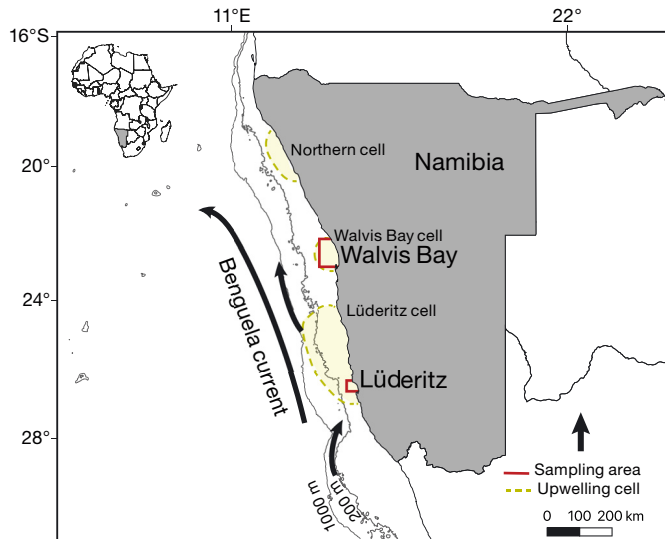 11°E
22°
16°S
20°
24°
28°
Northern cell
Namibia
Walvis Bay cell
Walvis Bay
Lüderitz cell
Lüderitz
Benguela current
1000 m
200 m
Sampling area
Upwelling cell
0 100 200 km